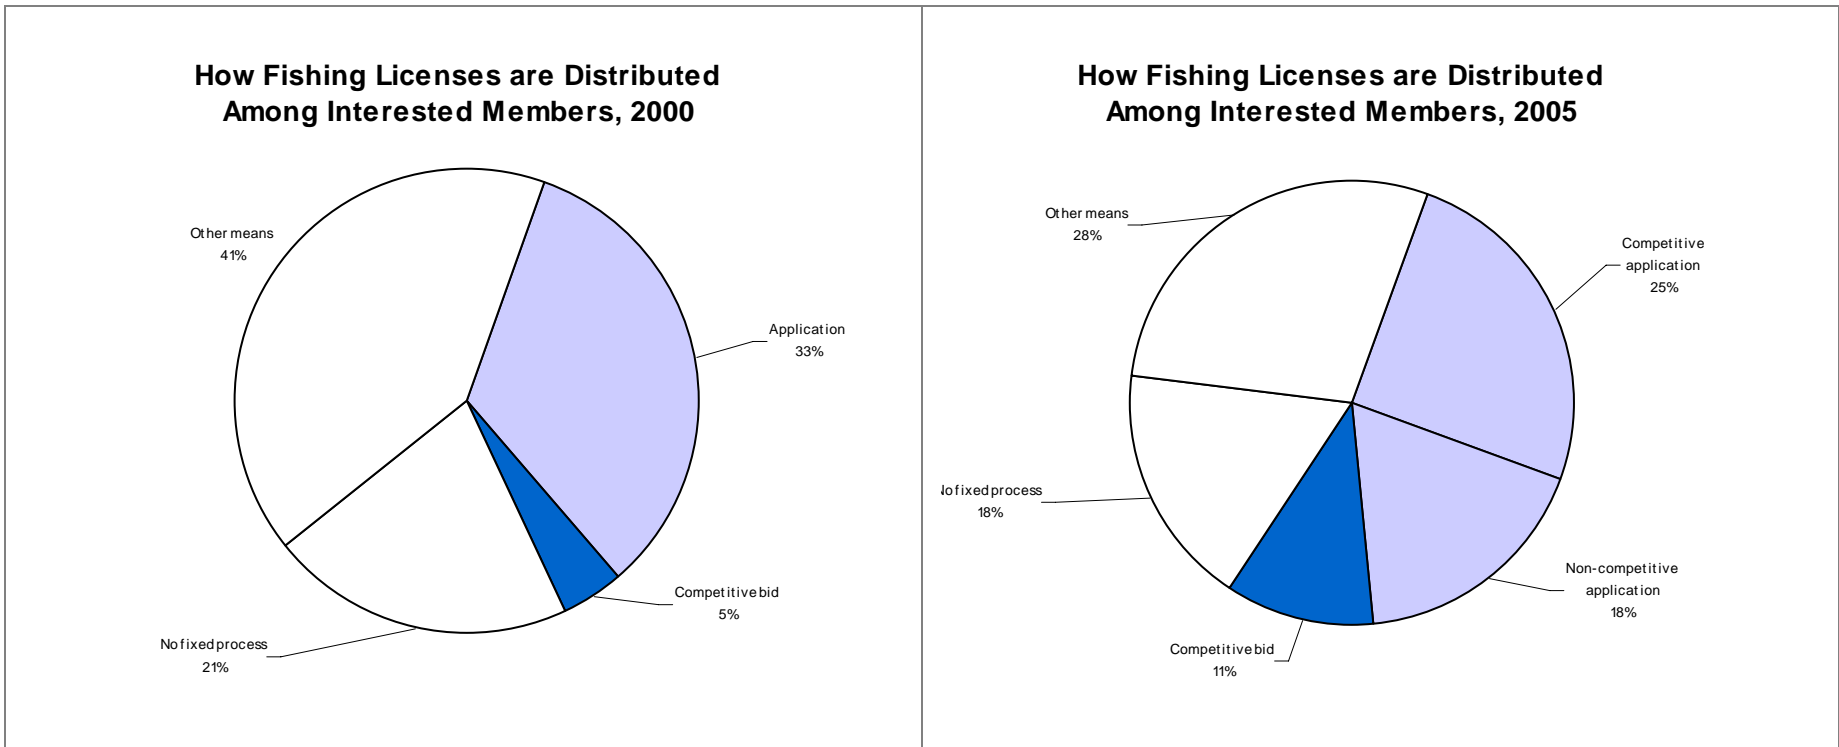 How Fishing Licenses are Distributed
Among Interested Members, 2000
Other means
41%
Application
33%
Competitive bid
5%
No fixed process
21%
How Fishing Licenses are Distributed
Among Interested Members, 2005
Other means
28%
Competitive
application
25%
No fixed process
18%
Non-competitive
application
18%
Competitive bid
11%